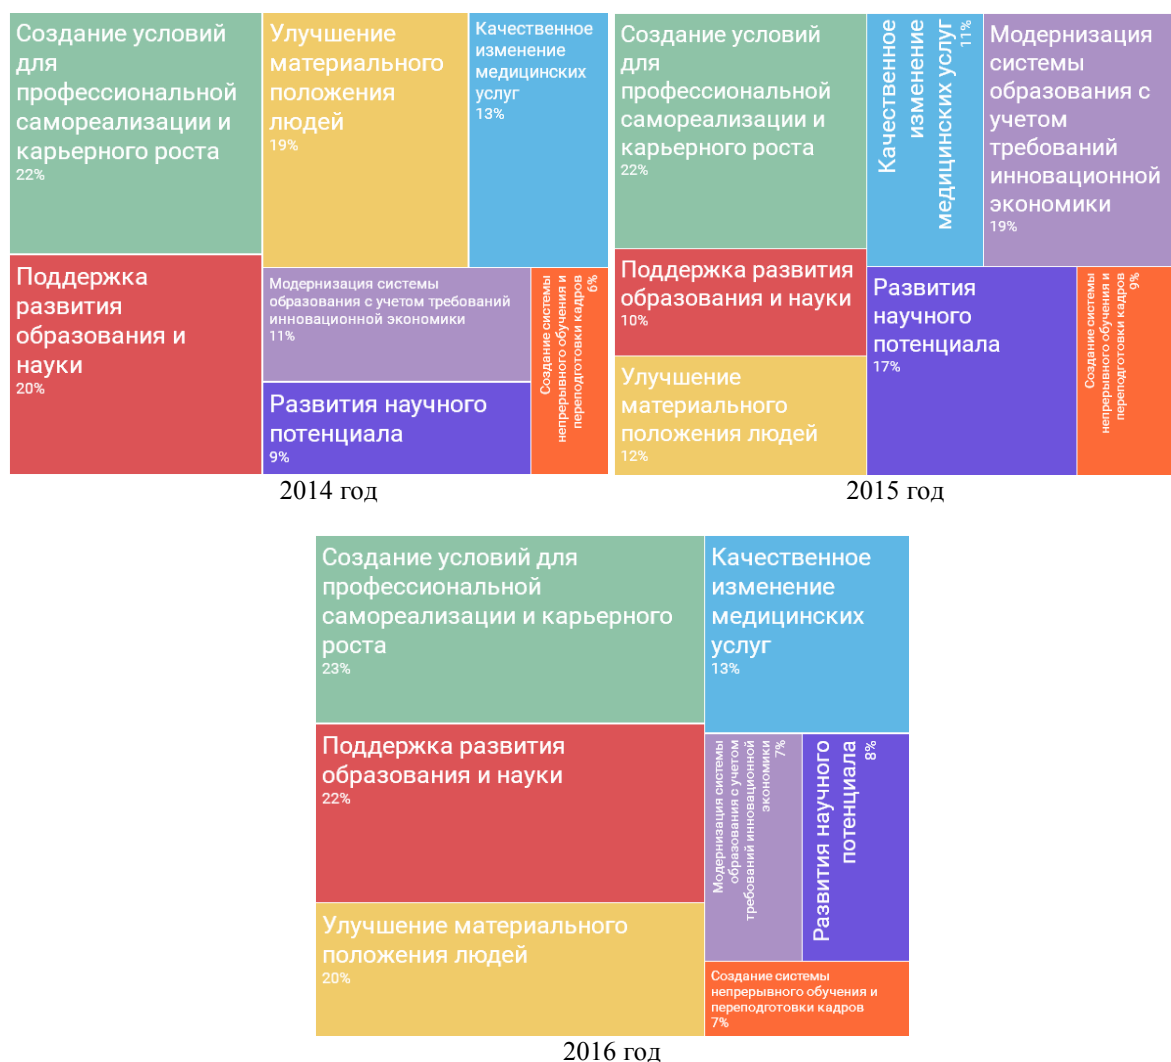 Создание условий
для
профессиональной
самореализации и
карьерного роста
22%
Улучшение
материального
положения
людей
19%
Качественное
изменение
медицинских
услуг
13%
Поддержка
развития
образования и
науки
20%
Модернизация системы
образования с учетом требований
инновационной экономики
11%
Развития научного
потенциала
9%
Создание системы
непрерывного обучения и
переподготовки кадров
6%
2014 год
Создание условий
для
профессиональной
самореализации и
карьерного роста
22%
Качественное
изменение
медицинских услуг
11%
Модернизация
системы
образования с
учетом
требований
инновационной
экономики
19%
Поддержка развития
образования и науки
10%
Улучшение
материального
положения людей
12%
Развития
научного
потенциала
17%
Создание системы
непрерывного обучения и
переподготовки кадров
9%
2015 год
Создание условий для
профессиональной
самореализации и карьерного
роста
23%
Качественное
изменение
медицинских
услуг
13%
Поддержка развития
образования и науки
22%
Модернизация системы
образования с учетом
требований инновационной
экономики
7%
Развития научного
потенциала
8%
Улучшение материального
положения людей
20%
Создание системы
непрерывного обучения и
переподготовки кадров
7%
2016 год